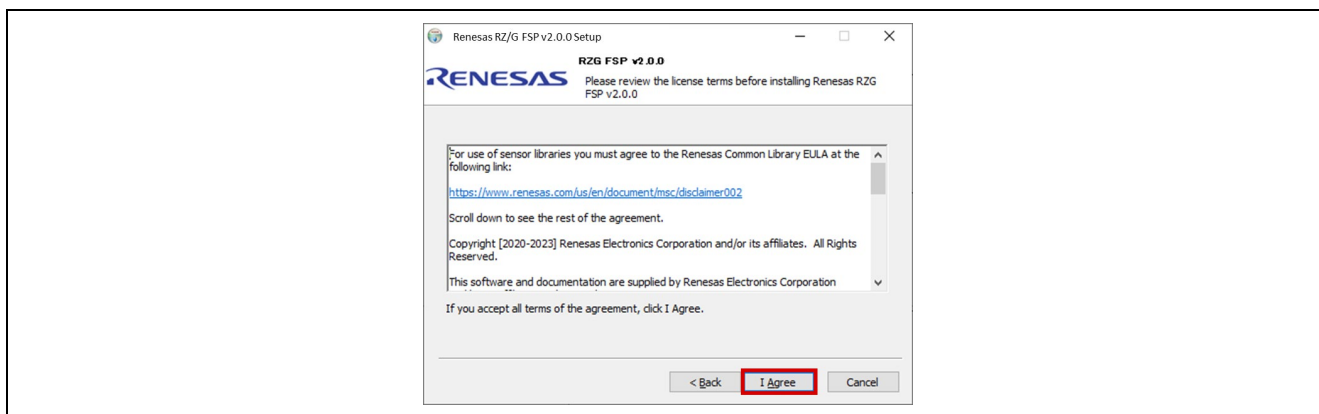 Renesas RZ/G FSP v2.0.0 Setup
RZG FSP v2.0.0
RENESAS
Please review the license terms before installing Renesas RZG
FSP v2.0.0
For use of sensor libraries you must agree to the Renesas Common Library EULA at the
following link:
https://www.renesas.com/us/en/document/msc/disclaimer002
Scroll down to see the rest of the agreement.
Copyright [2020-2023] Renesas Electronics Corporation and/or its affiliates. All Rights
Reserved.
This software and documentation are supplied by Renesas Electronics Corporation
If you accept all terms of the agreement, click I Agree.
< Back
I Agree
Cancel